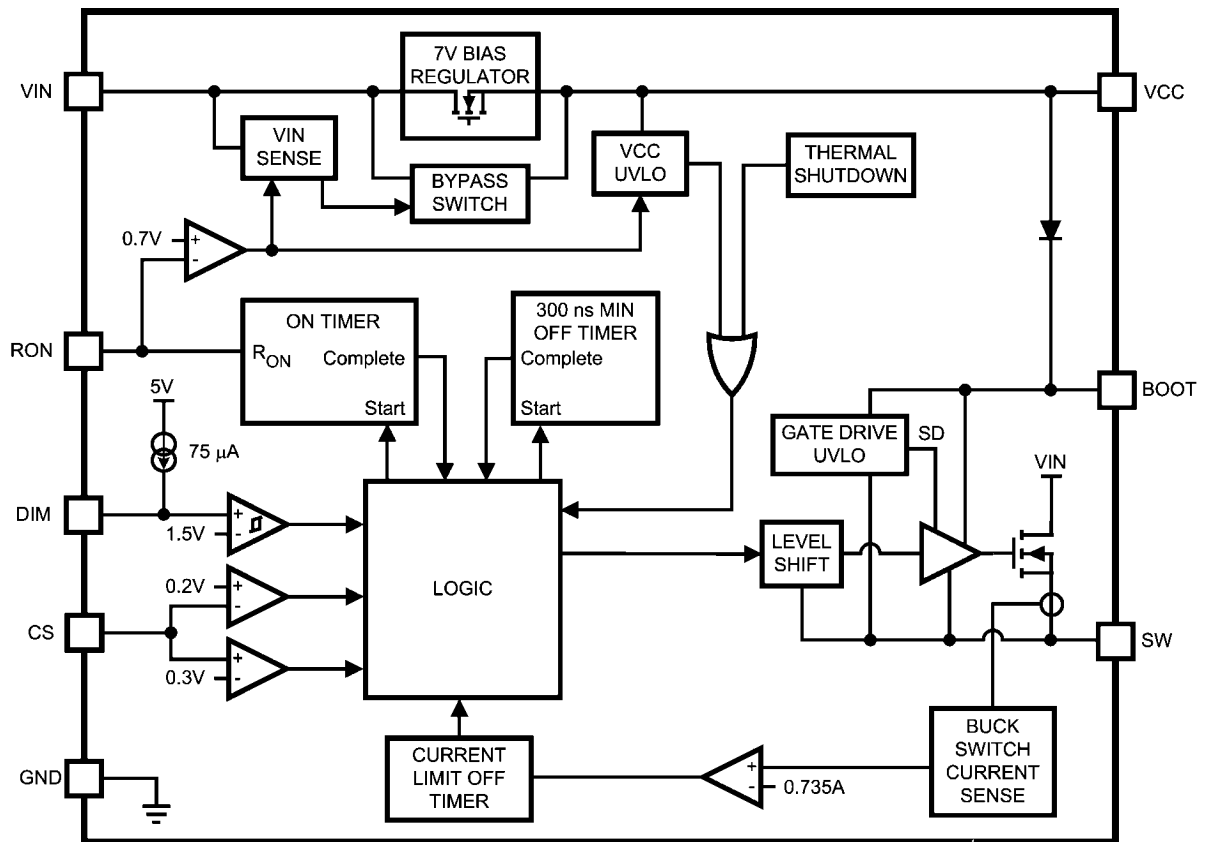 7V BIAS
REGULATOR
VIN
VCC
VIN
SENSE
BYPASS
SWITCH
VCC
UVLO
THERMAL
SHUTDOWN
0.7V
+
-
RON
ON TIMER
RON
Complete
Start
300 ns MIN
OFF TIMER
Complete
Start
5V
75 μA
BOOT
GATE DRIVE
UVLO
SD
VIN
DIM
+
1.5V
-
LEVEL
SHIFT
LOGIC
0.2V
+
-
CS
+
0.3V
-
SW
GND
CURRENT
LIMIT OFF
TIMER
+
-
0.735A
BUCK
SWITCH
CURRENT
SENSE